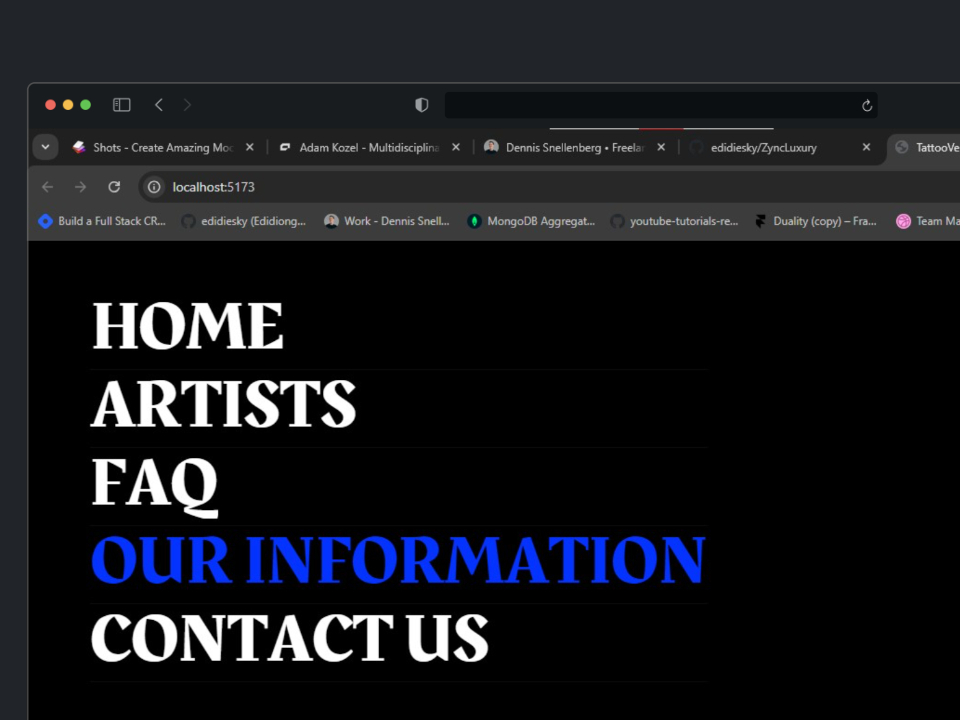 Shots - Create Amazing Moc
Adam Kozel - Multidisciplina
Dennis Snellenberg • Freelan
edidiesky/ZyncLuxury
TattooVe
localhost:5173
Build a Full Stack CR...
edidiesky (Edidiong...
Work - Dennis Snell...
MongoDB Aggregat...
youtube-tutorials-re...
Duality (copy) – Fra...
Team Ma
HOME
ARTISTS
FAQ
OUR INFORMATION
CONTACT US